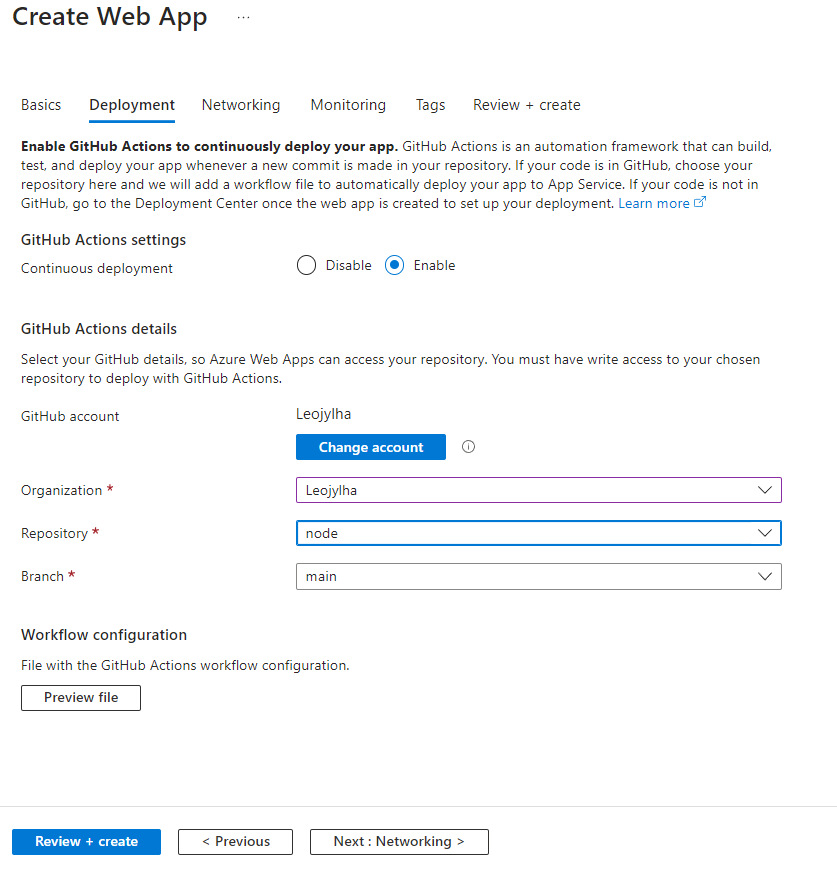 Create Web App ...
Basics Deployment Networking Monitoring Tags Review + create
Enable GitHub Actions to continuously deploy your app. GitHub Actions is an automation framework that can build,
test, and deploy your app whenever a new commit is made in your repository. If your code is in GitHub, choose your
repository here and we will add a workflow file to automatically deploy your app to App Service. If your code is not in
GitHub, go to the Deployment Center once the web app is created to set up your deployment. Learn more
GitHub Actions settings
Continuous deployment Disable Enable
GitHub Actions details
Select your GitHub details, so Azure Web Apps can access your repository. You must have write access to your chosen
repository to deploy with GitHub Actions.
GitHub account Leojylha
Change account
Organization * Leojylha
Repository * node
Branch * main
Workflow configuration
File with the GitHub Actions workflow configuration.
Preview file
Review + create < Previous Next : Networking >